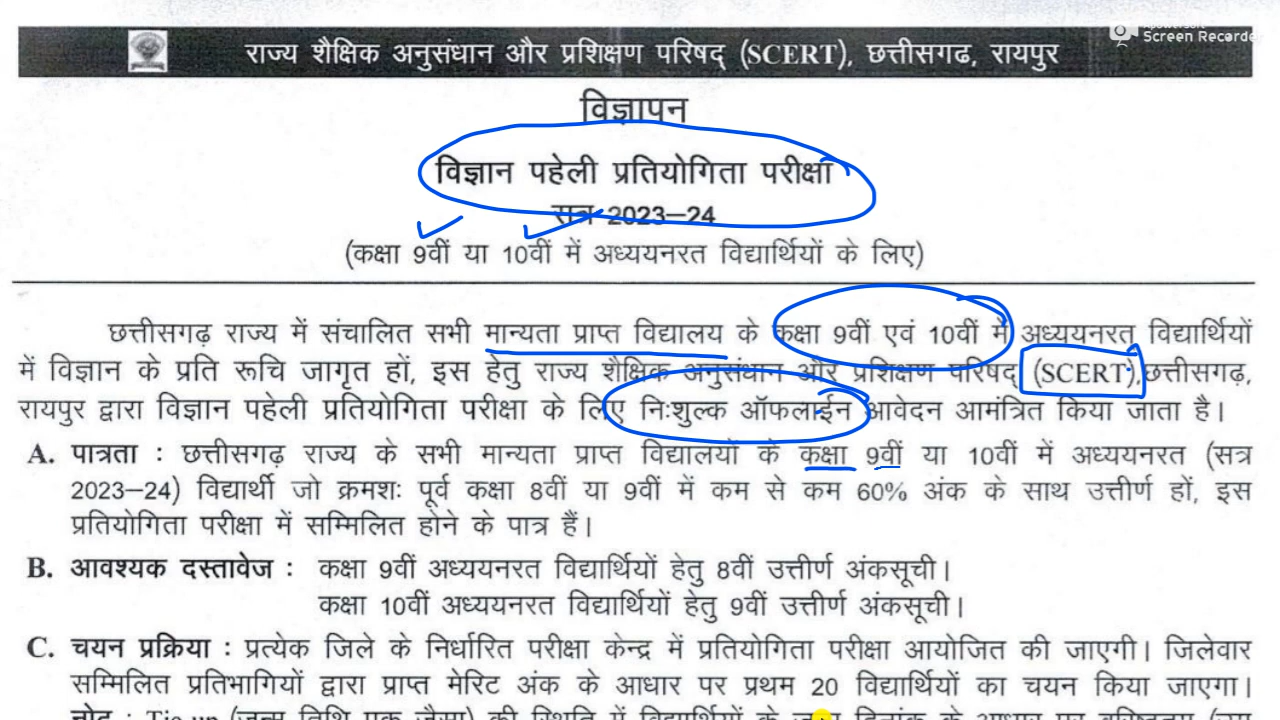 Screen Recorder
राज्य शैक्षिक अनुसंधान और प्रशिक्षण परिषद् (SCERT), छत्तीसगढ, रायपुर
विज्ञापन
विज्ञान पहेली प्रतियोगिता परीक्षा
सत्र 2023–24
(कक्षा 9वीं या 10वीं में अध्ययनरत विद्यार्थियों के लिए)
छत्तीसगढ़ राज्य में संचालित सभी मान्यता प्राप्त विद्यालय के कक्षा 9वीं एवं 10वीं में अध्ययनरत विद्यार्थियों
में विज्ञान के प्रति रूचि जागृत हों, इस हेतु राज्य शैक्षिक अनुसंधान और प्रशिक्षण परिषद् (SCERT),छत्तीसगढ़,
रायपुर द्वारा विज्ञान पहेली प्रतियोगिता परीक्षा के लिए निःशुल्क ऑफलाईन आवेदन आमंत्रित किया जाता है।
A. पात्रता : छत्तीसगढ़ राज्य के सभी मान्यता प्राप्त विद्यालयों के कक्षा 9वीं या 10वीं में अध्ययनरत (सत्र
2023–24) विद्यार्थी जो क्रमशः पूर्व कक्षा 8वीं या 9वीं में कम से कम 60% अंक के साथ उत्तीर्ण हों, इस
प्रतियोगिता परीक्षा में सम्मिलित होने के पात्र हैं।
B. आवश्यक दस्तावेज : कक्षा 9वीं अध्ययनरत विद्यार्थियों हेतु 8वीं उत्तीर्ण अंकसूची।
कक्षा 10वीं अध्ययनरत विद्यार्थियों हेतु 9वीं उत्तीर्ण अंकसूची।
C. चयन प्रक्रिया : प्रत्येक जिले के निर्धारित परीक्षा केन्द्र में प्रतियोगिता परीक्षा आयोजित की जाएगी। जिलेवार
सम्मिलित प्रतिभागियों द्वारा प्राप्त मेरिट अंक के आधार पर प्रथम 20 विद्यार्थियों का चयन किया जाएगा।
नोट : Tie up (जन्म तिथि एक जैसा) की स्थिति में विद्यार्थियों के दिनांक के आधार पर